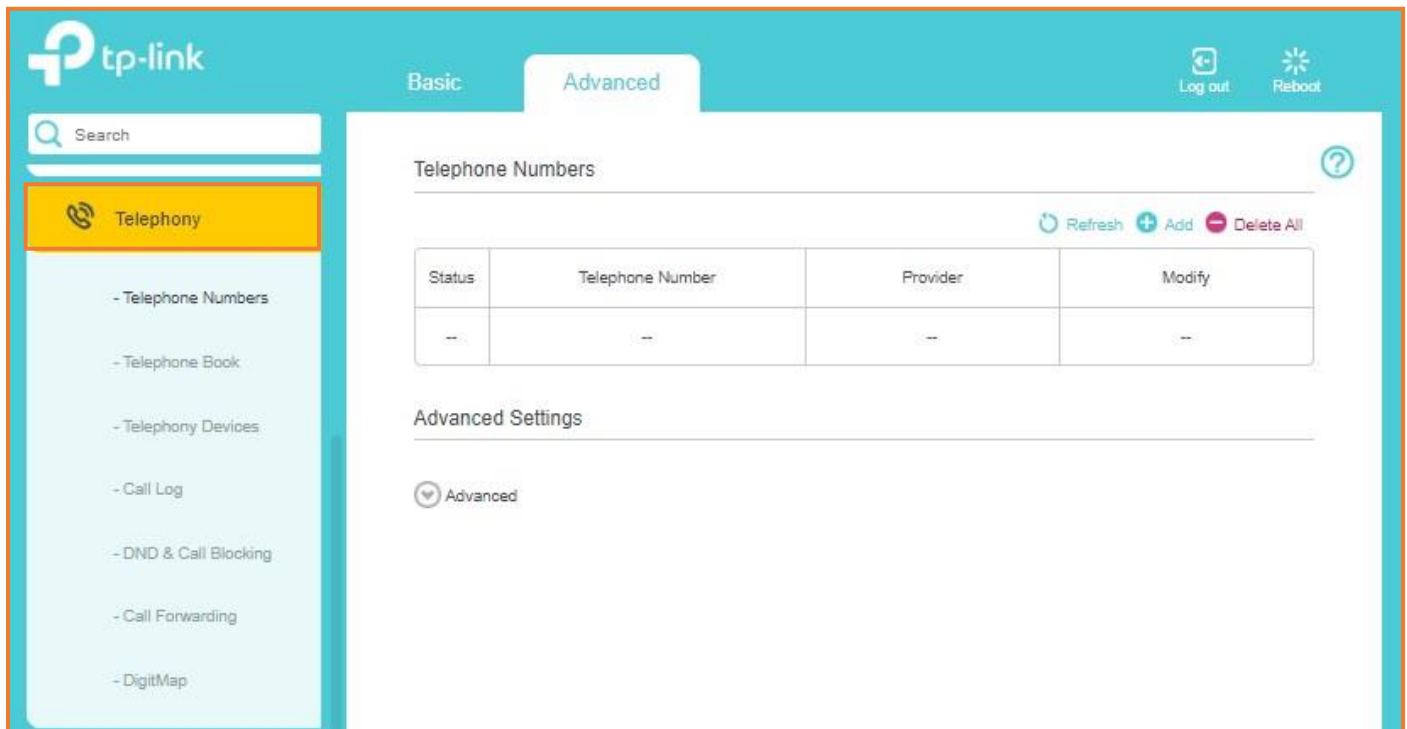 tp-link
Basic Advanced Log out Reboot
Search
Telephony
- Telephone Numbers
- Telephone Book
- Telephony Devices
- Call Log
- DND & Call Blocking
- Call Forwarding
- DigitMap
Telephone Numbers
Refresh Add Delete All
Status Telephone Number Provider Modify
-- -- -- --
Advanced Settings
Advanced